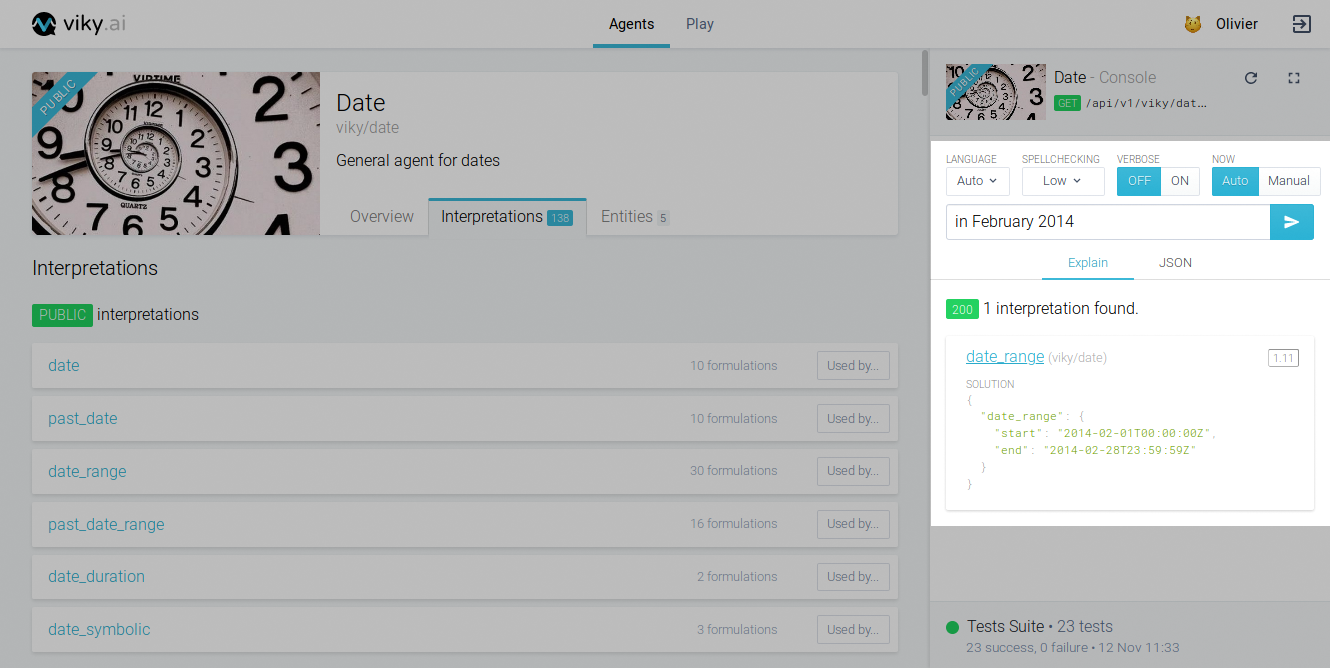 viky.ai
Agents
Play
Olivier
PUBLIC
VIDTIME
QUARTZ
Date
viky/date
General agent for dates
Overview
Interpretations 138
Entities 5
Interpretations
PUBLIC interpretations
date 10 formulations Used by...
past_date 10 formulations Used by...
date_range 30 formulations Used by...
past_date_range 16 formulations Used by...
date_duration 2 formulations Used by...
date_symbolic 3 formulations Used by...
PUBLIC
Date - Console
GET /api/v1/viky/dat...
LANGUAGE SPELLCHECKING VERBOSE NOW
Auto Low OFF ON Auto Manual
in February 2014
Explain JSON
200 1 interpretation found.
date_range (viky/date) 1.11
SOLUTION
{
"date_range": {
"start": "2014-02-01T00:00:00Z",
"end": "2014-02-28T23:59:59Z"
}
}
Tests Suite • 23 tests
23 success, 0 failure • 12 Nov 11:33